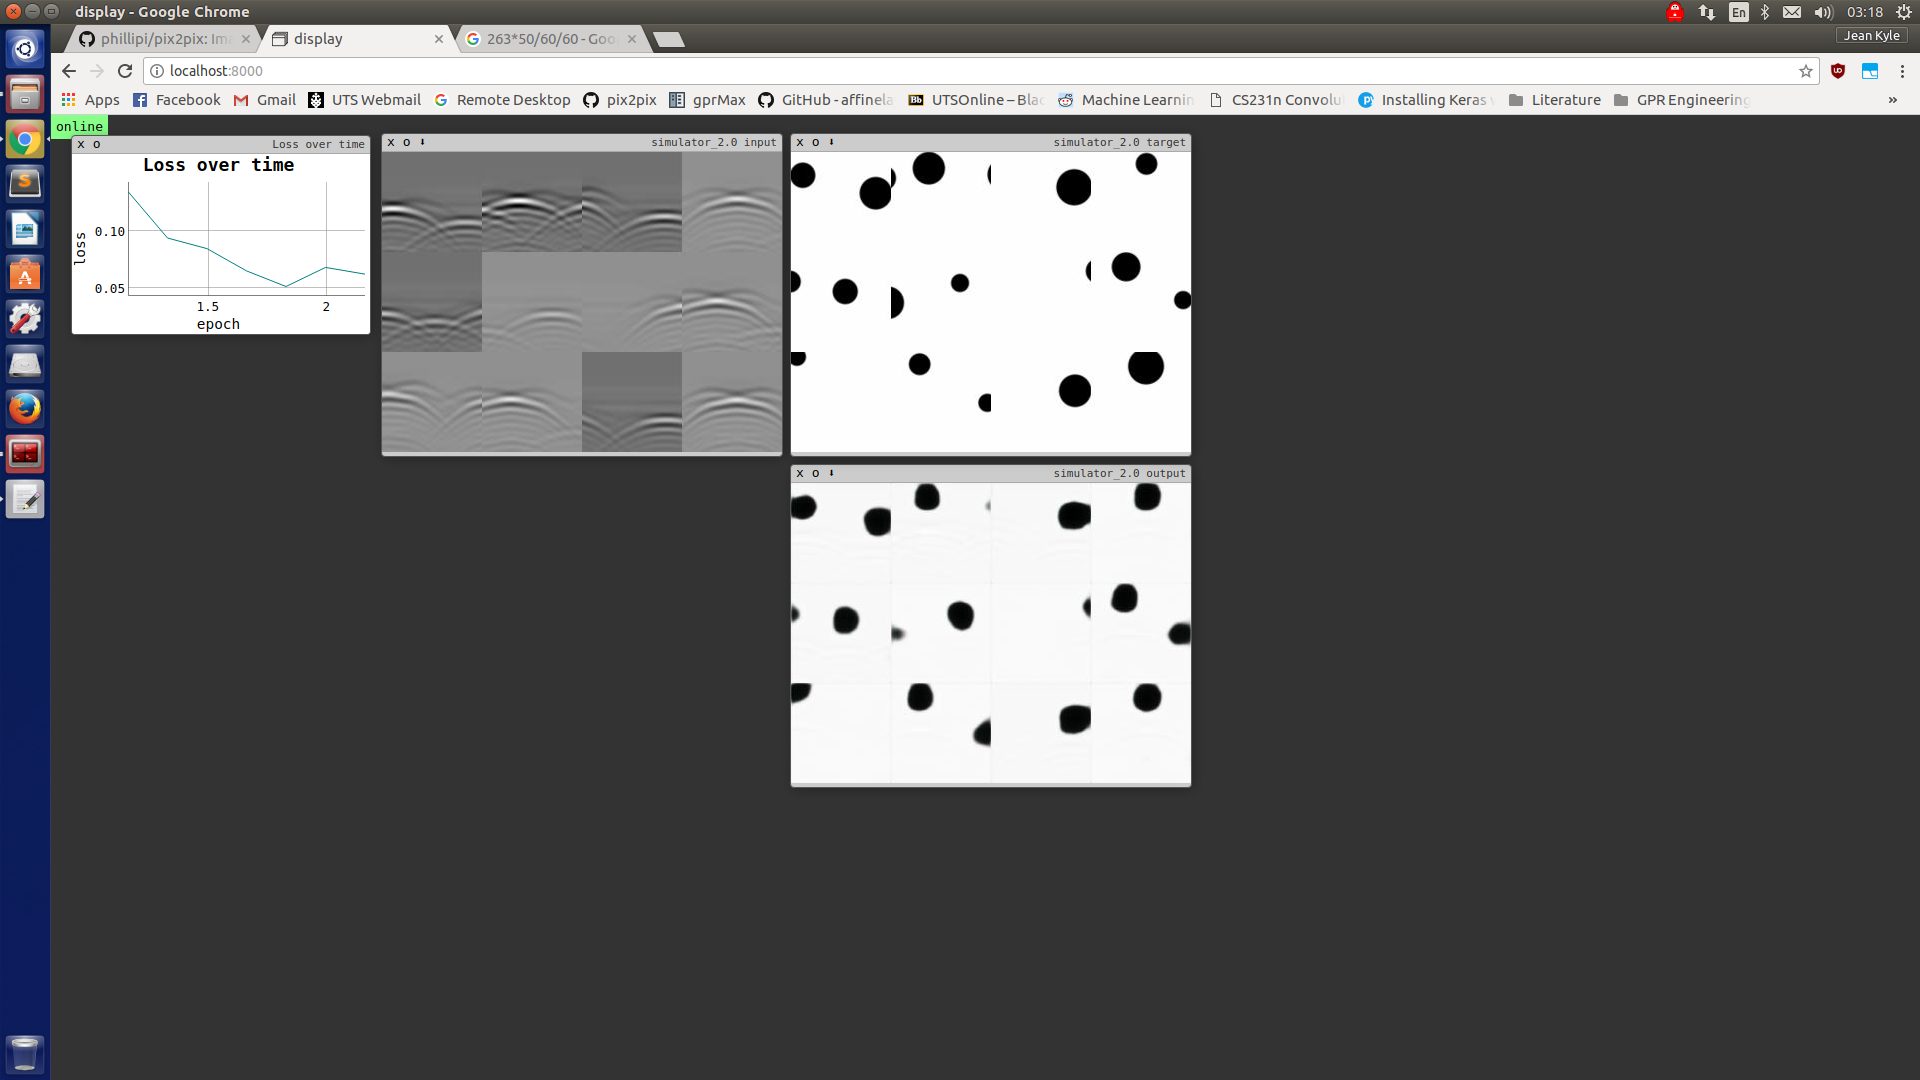 display - Google Chrome
En
03:18
phillipi/pix2pix: Im
display
263*50/60/60 - Goo
Jean Kyle
localhost:8000
Apps
Facebook
Gmail
UTS Webmail
Remote Desktop
pix2pix
gprMax
GitHub - affinela
UTSOnline – Blac
Machine Learnin
CS231n Convolu
Installing Keras
Literature
GPR Engineering
»
online
x o Loss over time
Loss over time
loss
0.10
0.05
1.5 2
epoch
x o simulator_2.0 input
x o simulator_2.0 target
x o simulator_2.0 output